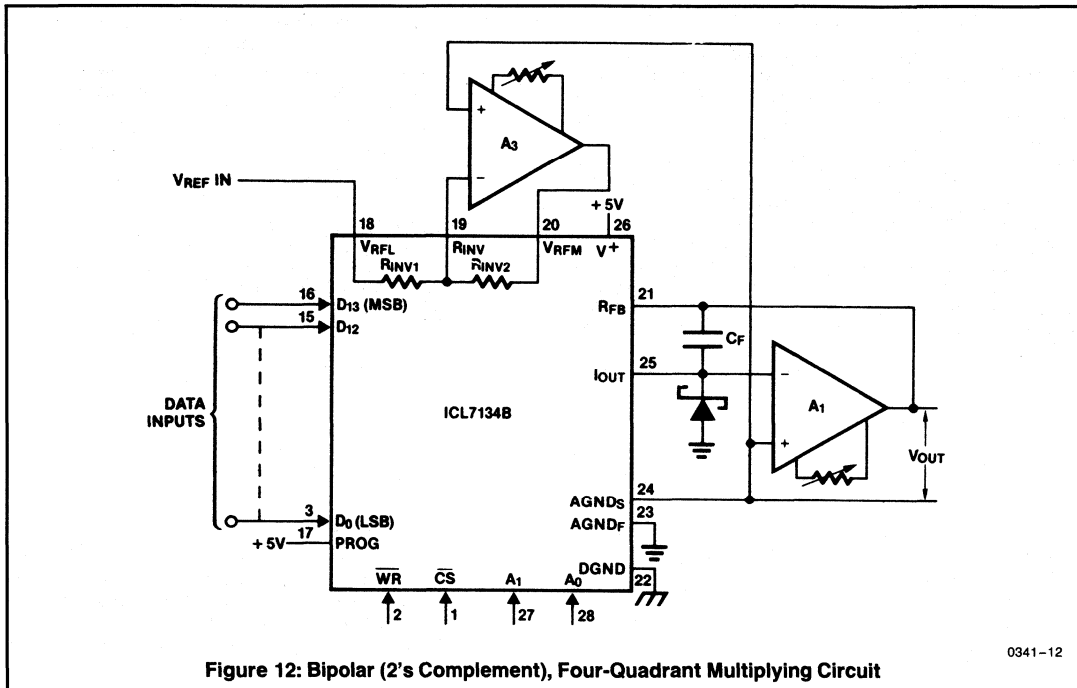 +
A3
−
VREF IN
+5V
18
19
20
26
VRFL
RINV
VRFM
V+
RINV1
RINV2
16
D13 (MSB)
15
D12
DATA
INPUTS
3
D0 (LSB)
+5V
17
PROG
ICL7134B
RFB
21
CF
IOUT
25
−
A1
+
VOUT
AGNDS
24
AGNDF
23
DGND
22
WR
CS
A1
A0
2
1
27
28
0341–12
Figure 12: Bipolar (2's Complement), Four-Quadrant Multiplying Circuit